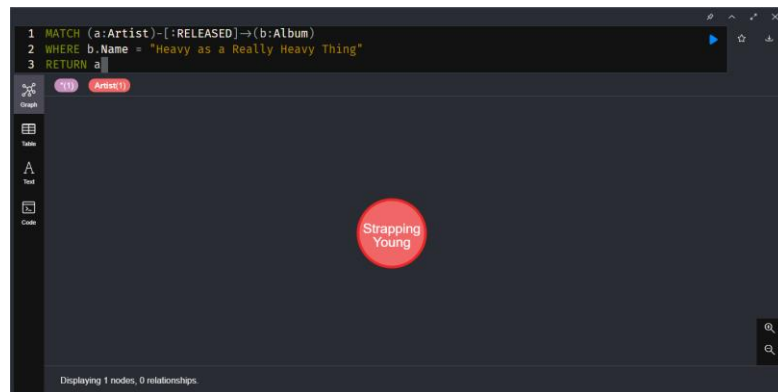 1 MATCH (a:Artist)-[:RELEASED]→(b:Album)
2 WHERE b.Name = "Heavy as a Really Heavy Thing"
3 RETURN a
*(1) Artist(1)
Graph
Table
A
Text
Code
Strapping
Young
Displaying 1 nodes, 0 relationships.